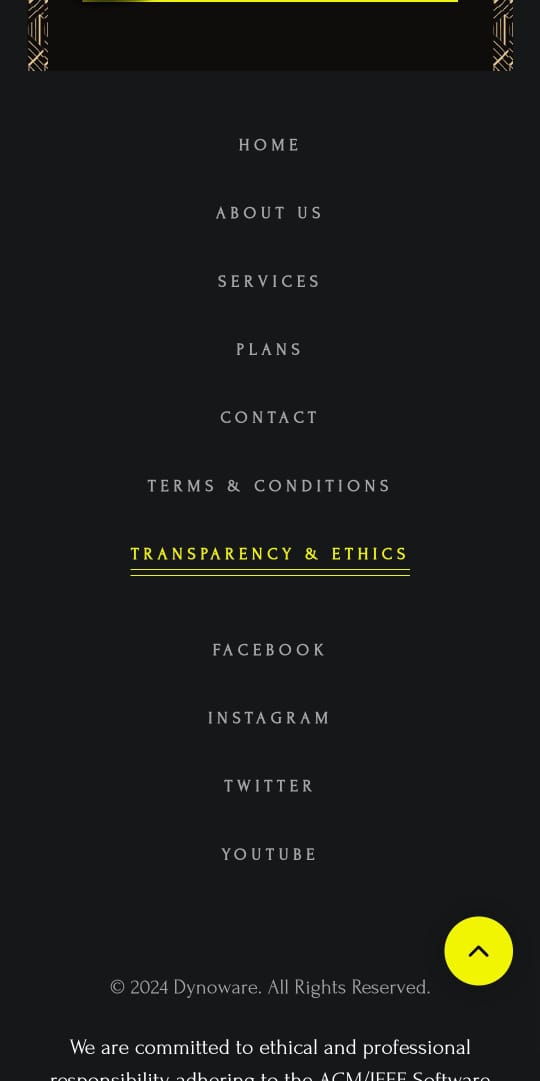 HOME
ABOUT US
SERVICES
PLANS
CONTACT
TERMS & CONDITIONS
TRANSPARENCY & ETHICS
FACEBOOK
INSTAGRAM
TWITTER
YOUTUBE
© 2024 Dynoware. All Rights Reserved.
We are committed to ethical and professional
responsibility adhering to the ACM/IEEE Software